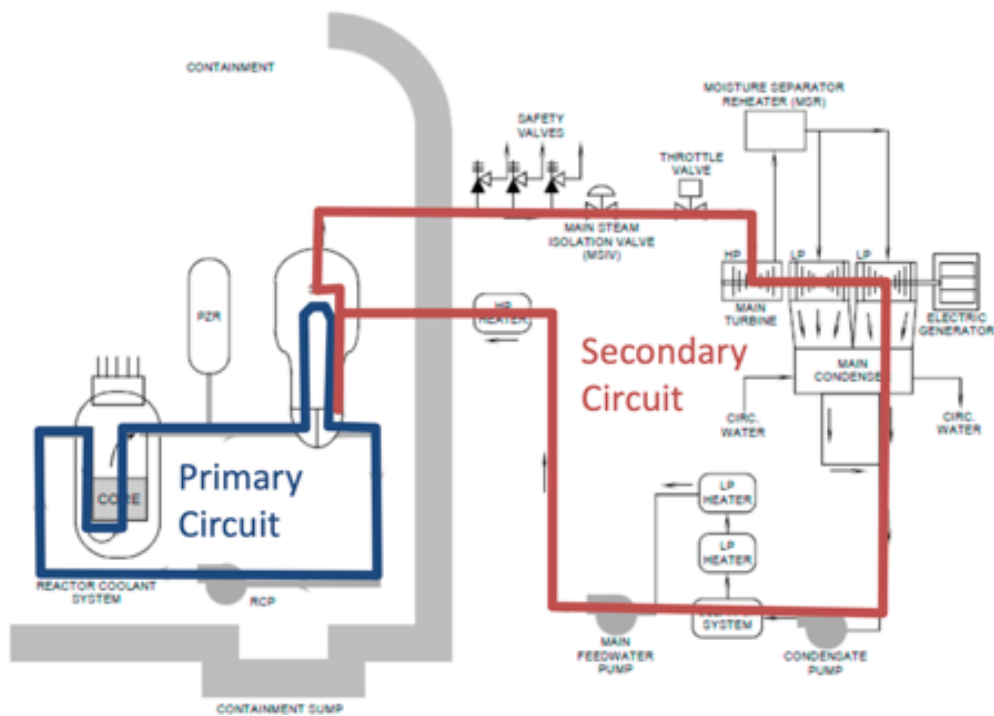 CONTAINMENT
MOISTURE SEPARATOR
REHEATER (MSR)
SAFETY
VALVES
THROTTLE
VALVE
MAIN STEAM
ISOLATION VALVE
(MSIV)
HP
LP
LP
MAIN
TURBINE
ELECTRIC
GENERATOR
PZR
HP
HEATER
Secondary
Circuit
MAIN
CONDENSER
CIRC.
WATER
CIRC.
WATER
Primary
Circuit
CORE
LP
HEATER
LP
HEATER
REACTOR COOLANT
SYSTEM
RCP
SYSTEM
MAIN
FEEDWATER
PUMP
CONDENSATE
PUMP
CONTAINMENT SUMP